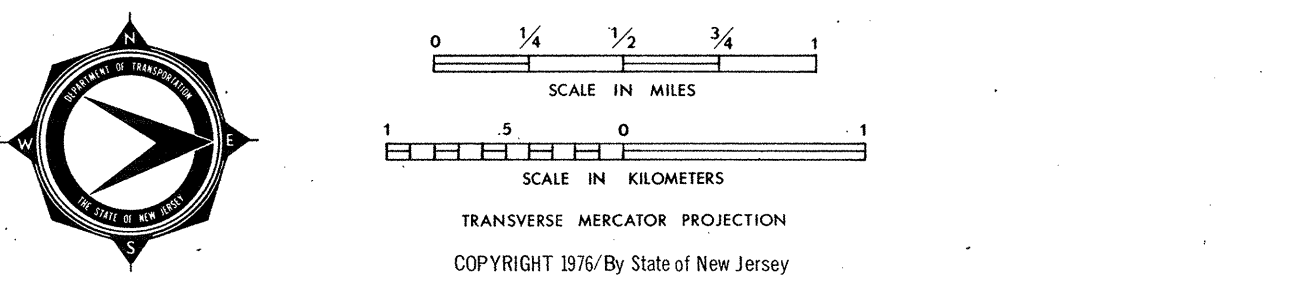 N
DEPARTMENT OF TRANSPORTATION
W
E
THE STATE OF NEW JERSEY
S
0 1/4 1/2 3/4 1
SCALE IN MILES
1 .5 0 1
SCALE IN KILOMETERS
TRANSVERSE MERCATOR PROJECTION
COPYRIGHT 1976/By State of New Jersey